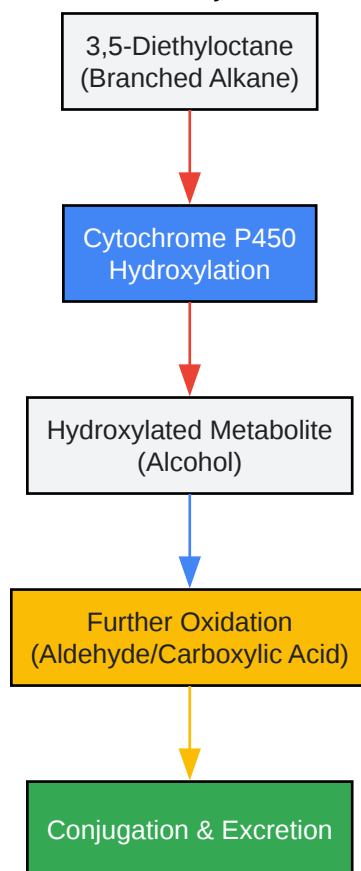 3,5-Diethyloctane
(Branched Alkane)
Cytochrome P450
Hydroxylation
Hydroxylated Metabolite
(Alcohol)
Further Oxidation
(Aldehyde/Carboxylic Acid)
Conjugation & Excretion